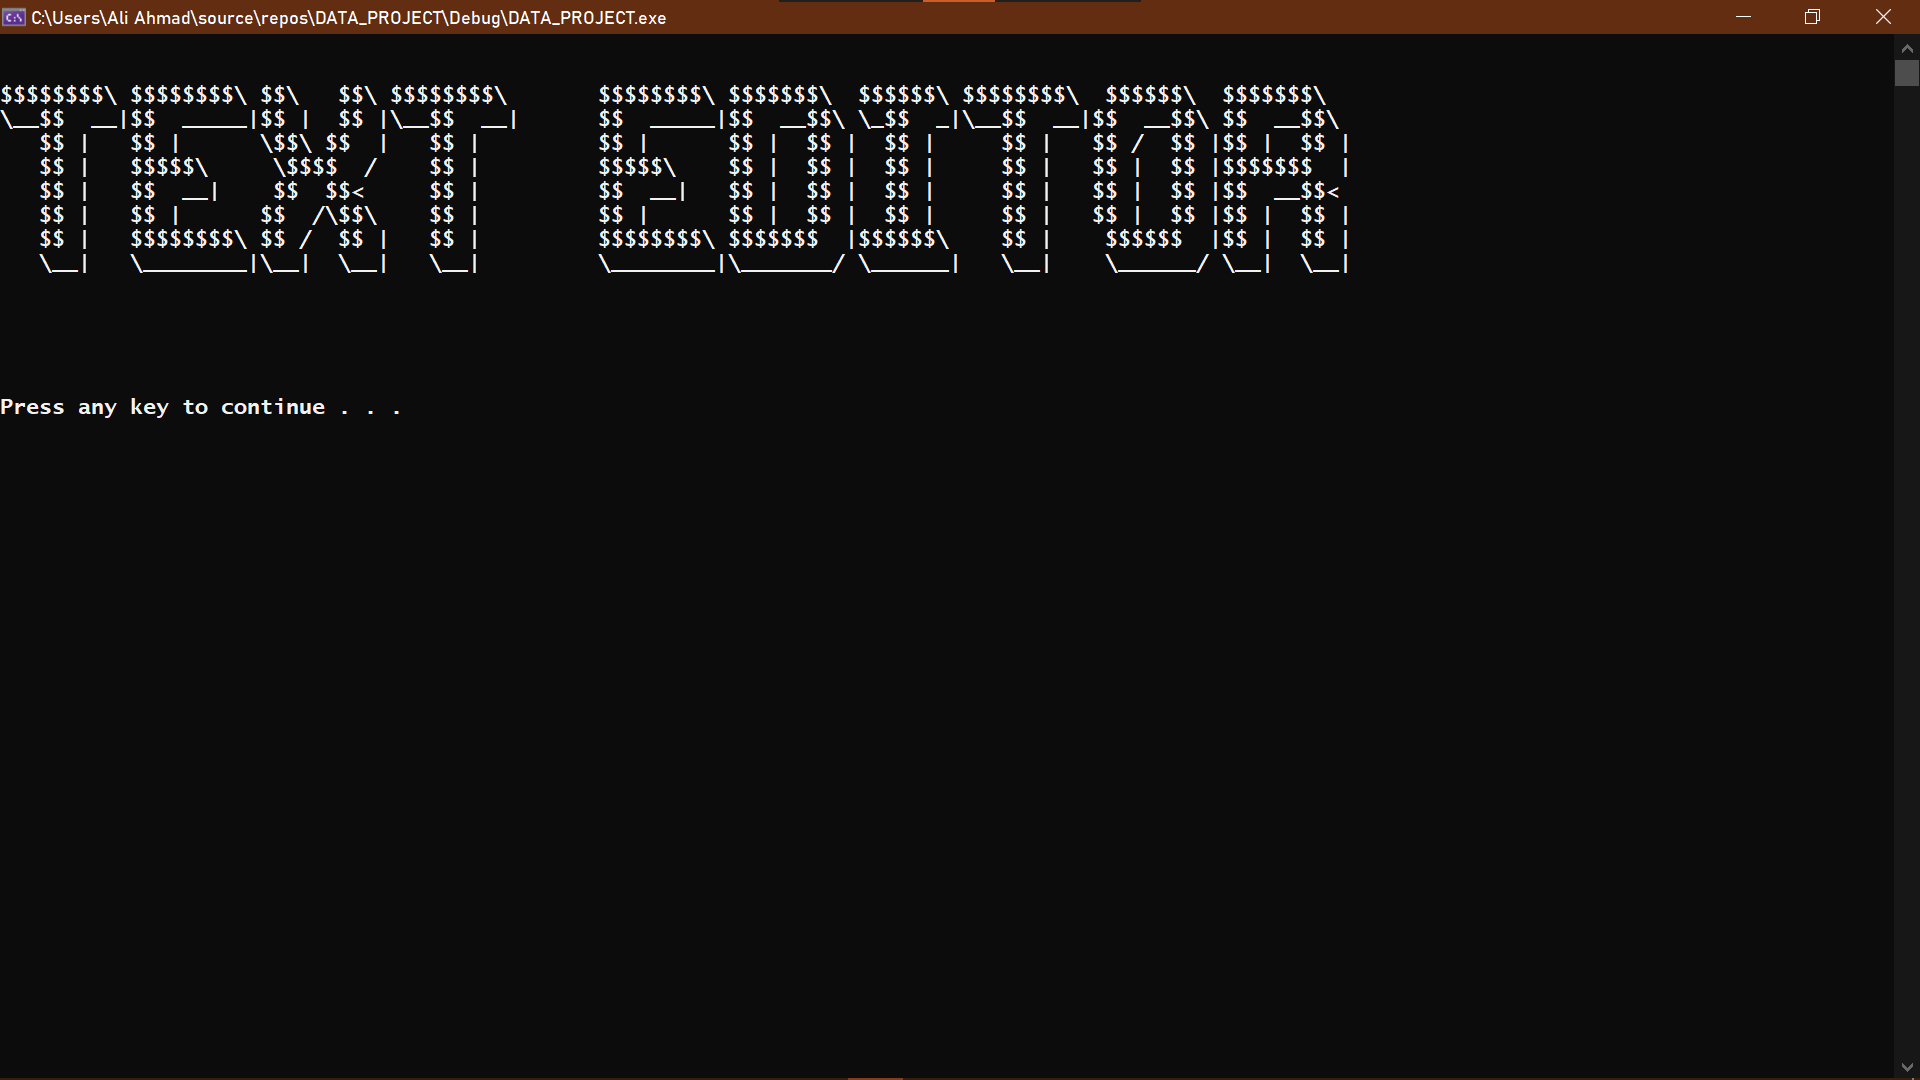 C:\Users\Ali Ahmad\source\repos\DATA_PROJECT\Debug\DATA_PROJECT.exe
TEXT EDITOR
Press any key to continue . . .